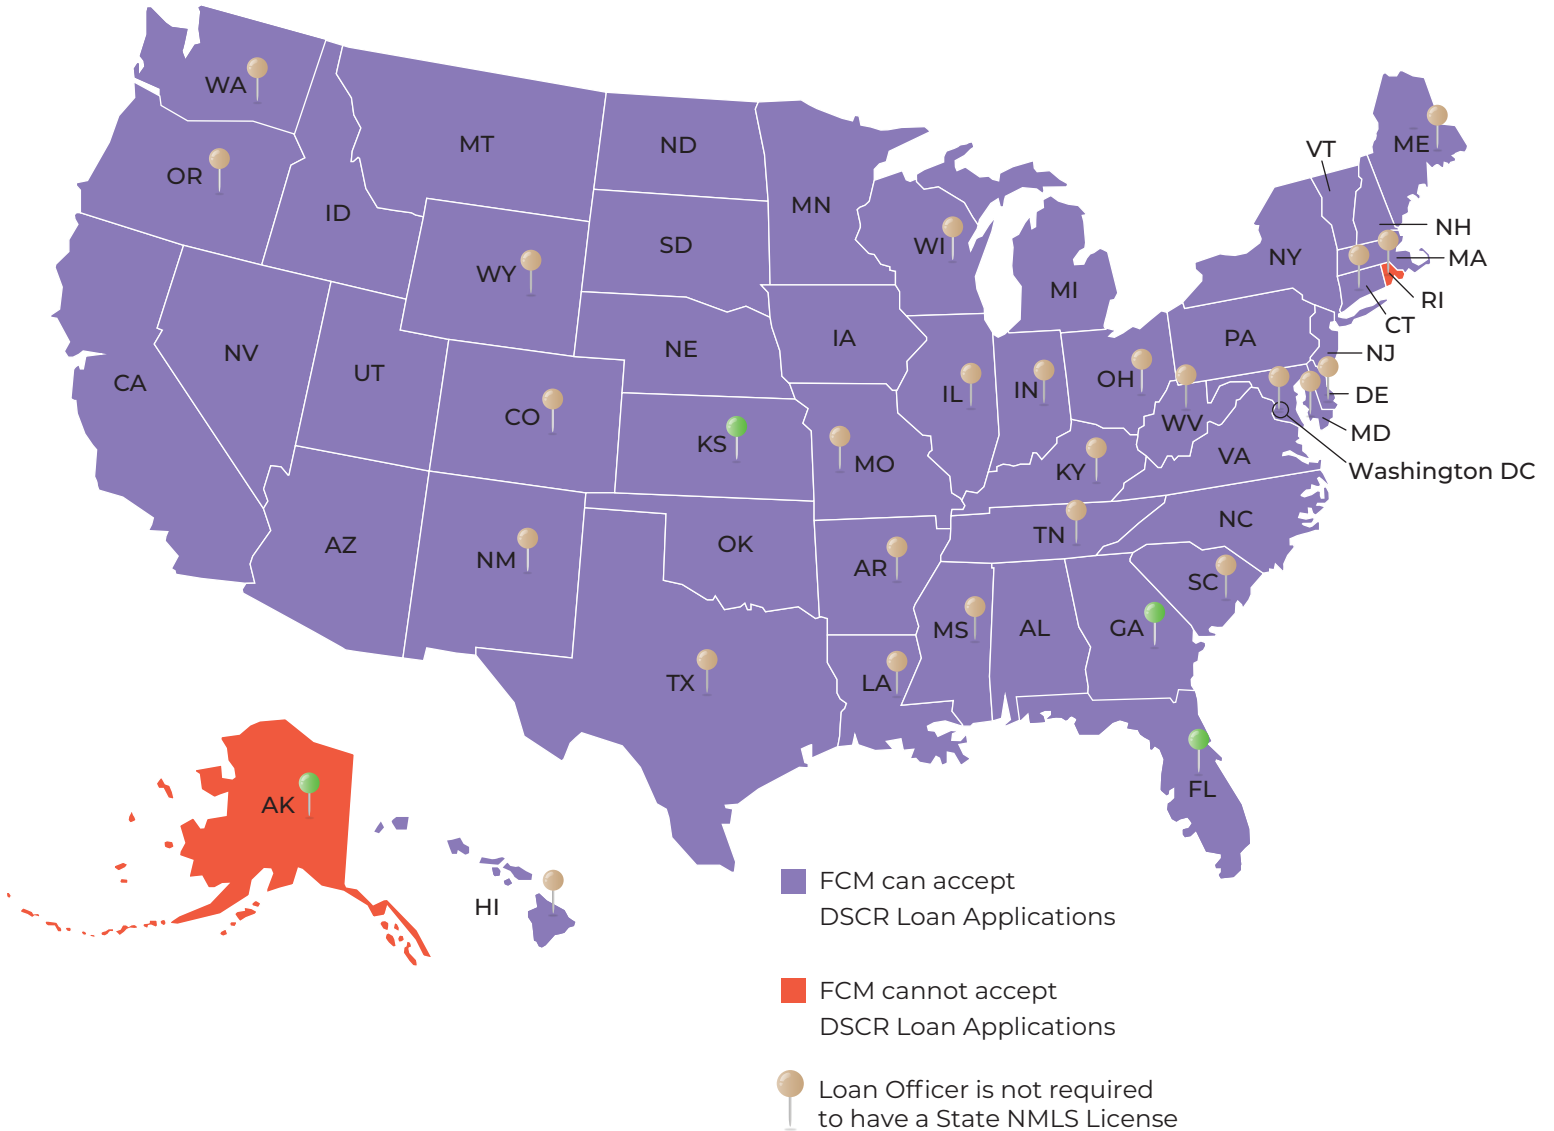 WA
MT
ND
ME
VT
OR
MN
ID
NH
WI
SD
NY
MA
WY
MI
RI
CT
IA
PA
NE
NV
NJ
UT
OH
CA
IN
IL
DE
CO
WV
MD
KS
VA
MO
KY
Washington DC
NC
TN
AZ
OK
NM
AR
SC
MS
AL
GA
TX
LA
FL
AK
HI
FCM can accept
DSCR Loan Applications
FCM cannot accept
DSCR Loan Applications
Loan Officer is not required
to have a State NMLS License